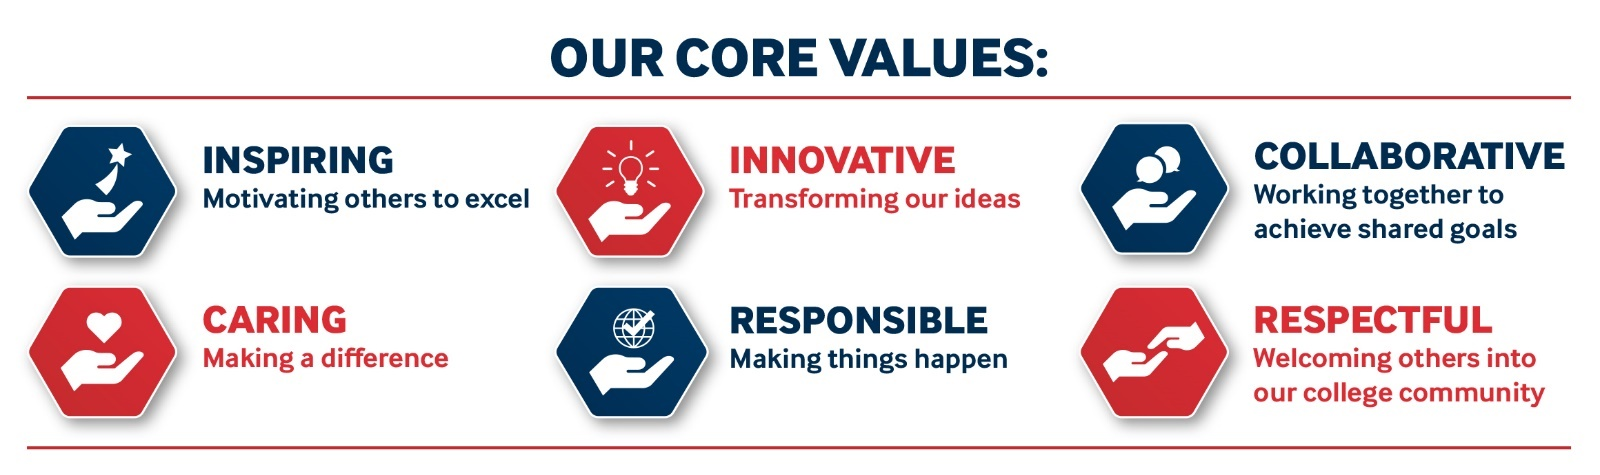 OUR CORE VALUES:
INSPIRING
Motivating others to excel
INNOVATIVE
Transforming our ideas
COLLABORATIVE
Working together to
achieve shared goals
CARING
Making a difference
RESPONSIBLE
Making things happen
RESPECTFUL
Welcoming others into
our college community